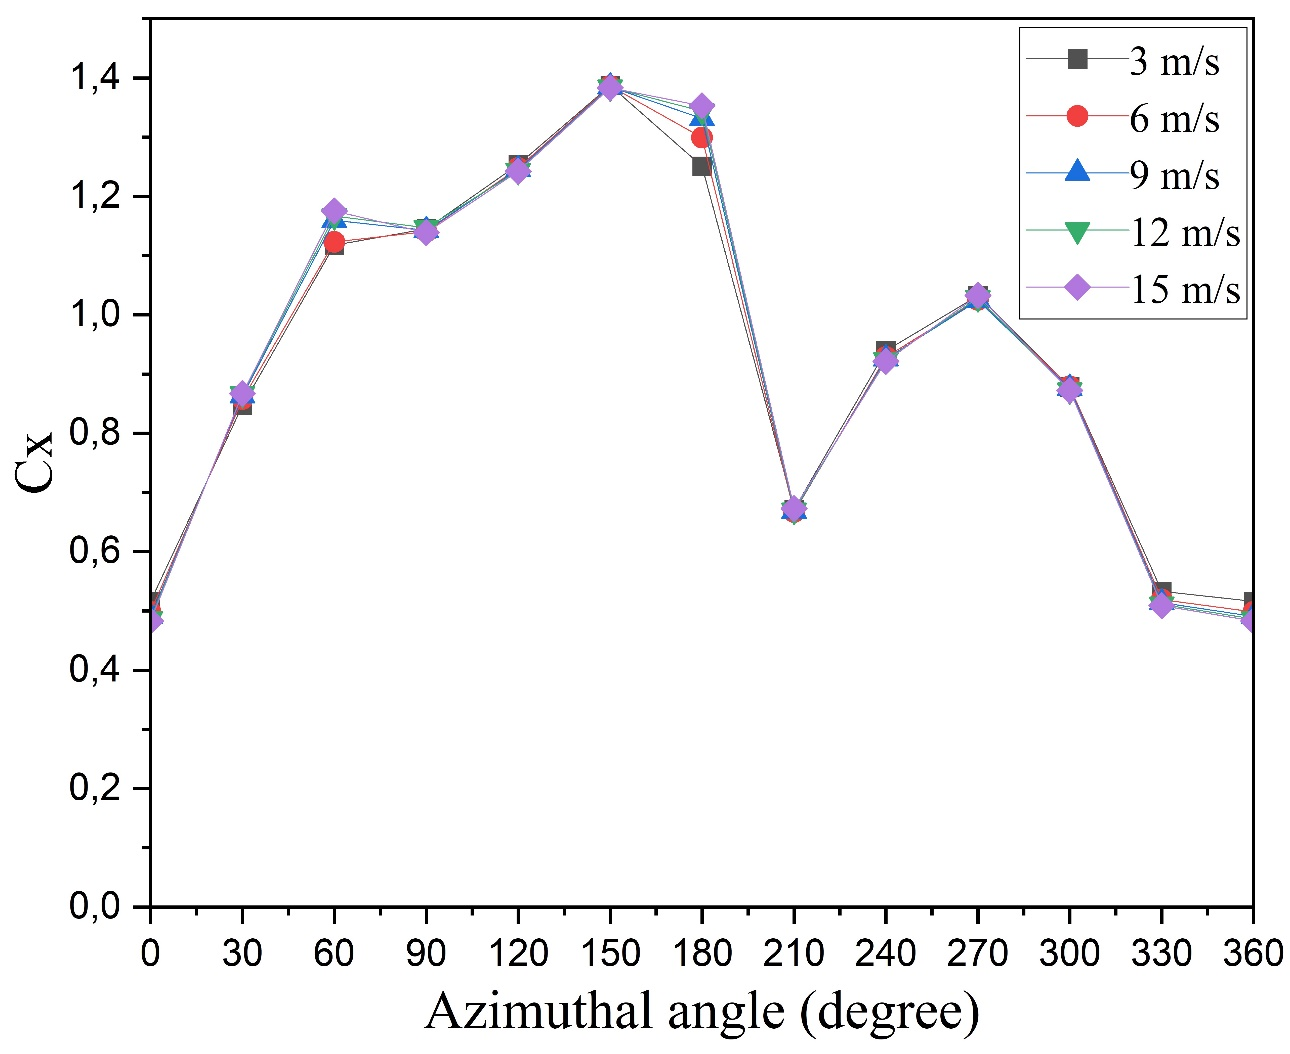 3 m/s
6 m/s
9 m/s
12 m/s
15 m/s
1,4
1,2
1,0
0,8
0,6
0,4
0,2
0,0
Cx
0 30 60 90 120 150 180 210 240 270 300 330 360
Azimuthal angle (degree)